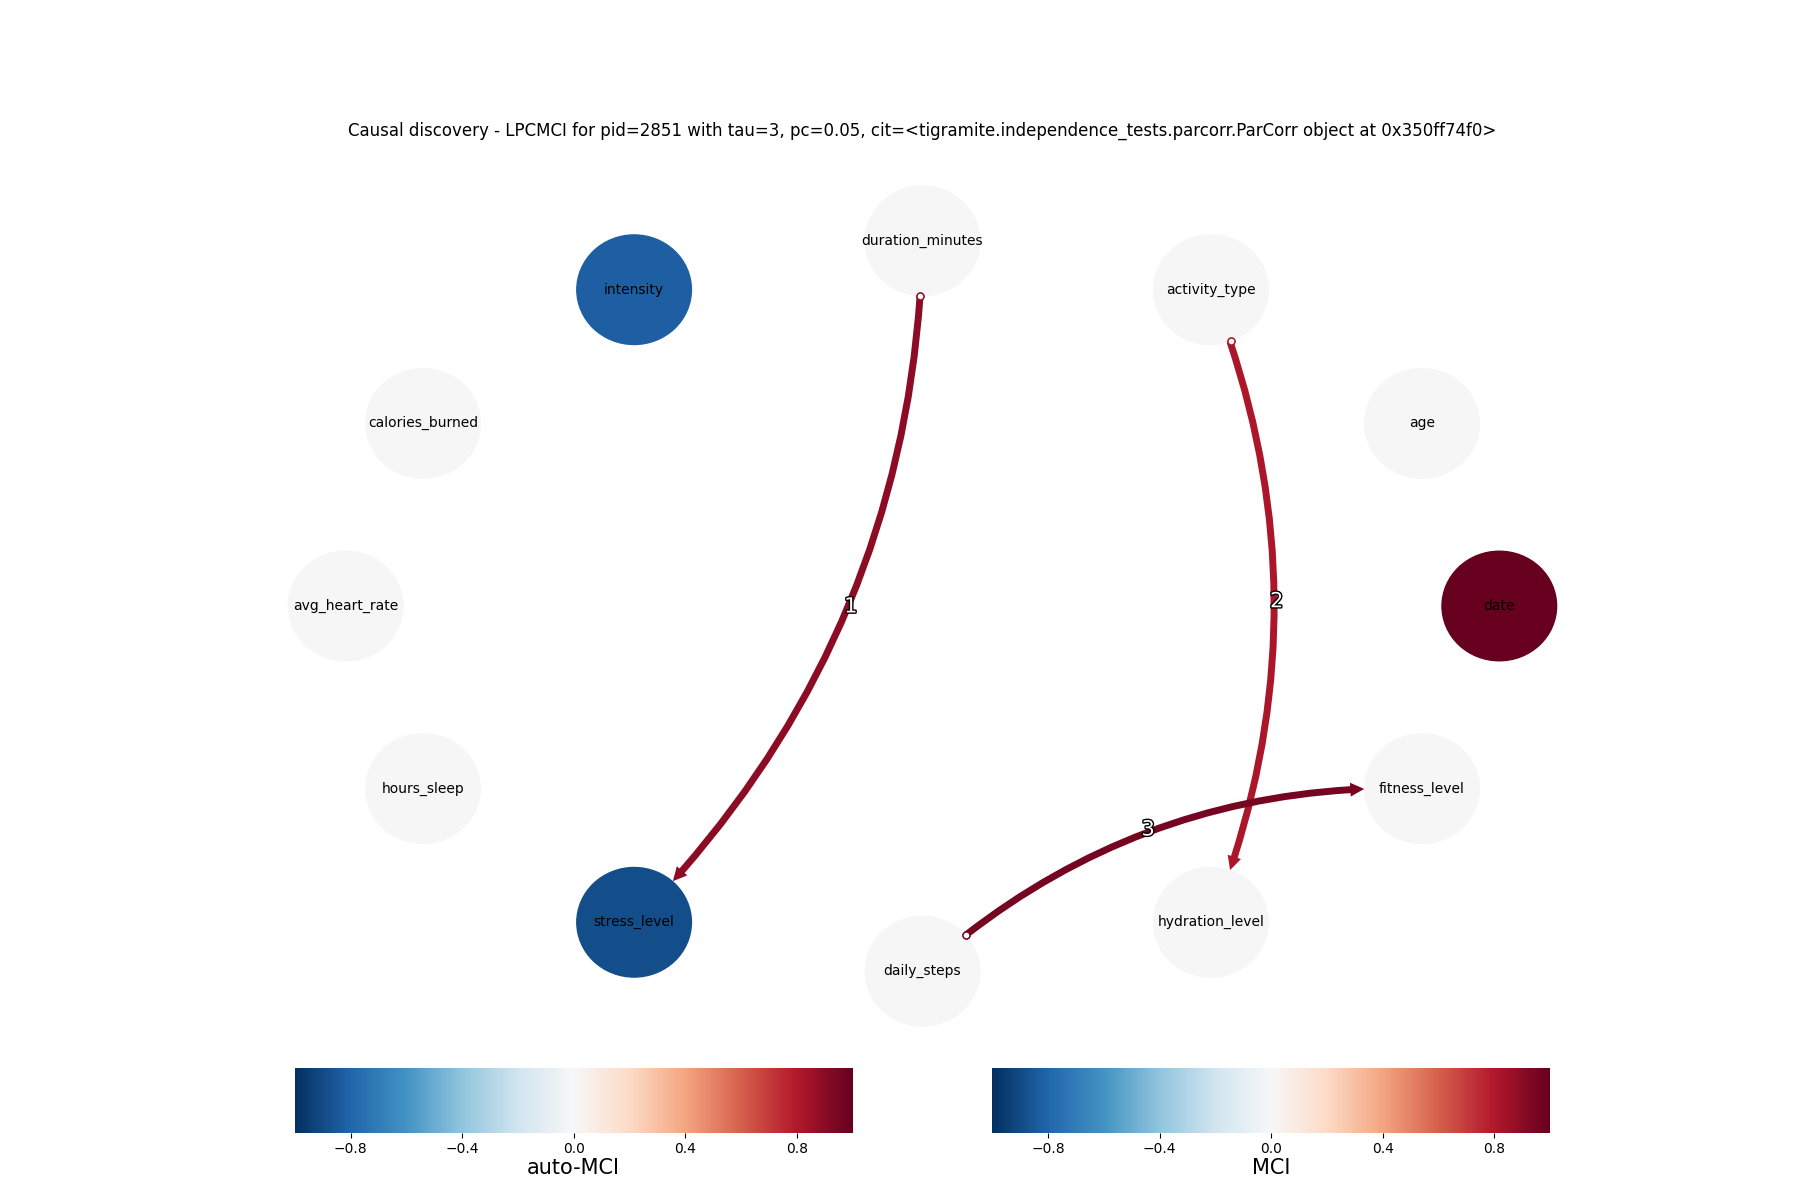 Causal discovery - LPCMCI for pid=2851 with tau=3, pc=0.05, cit=<tigramite.independence_tests.parcorr.ParCorr object at 0x350ff74f0>
duration_minutes
intensity
activity_type
calories_burned
age
avg_heart_rate
1
2
date
hours_sleep
fitness_level
3
stress_level
hydration_level
daily_steps
−0.8 −0.4 0.0 0.4 0.8
auto-MCI
−0.8 −0.4 0.0 0.4 0.8
MCI